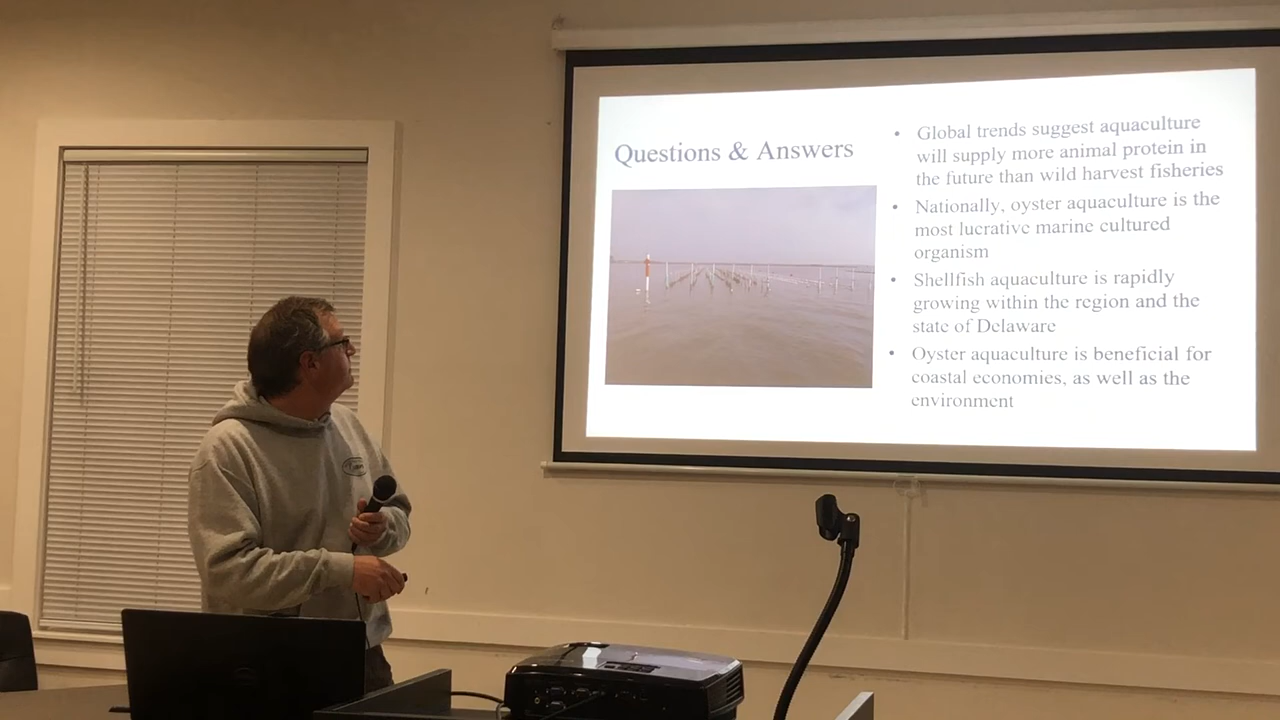 Questions & Answers
• Global trends suggest aquaculture
will supply more animal protein in
the future than wild harvest fisheries
• Nationally, oyster aquaculture is the
most lucrative marine cultured
organism
• Shellfish aquaculture is rapidly
growing within the region and the
state of Delaware
• Oyster aquaculture is beneficial for
coastal economies, as well as the
environment